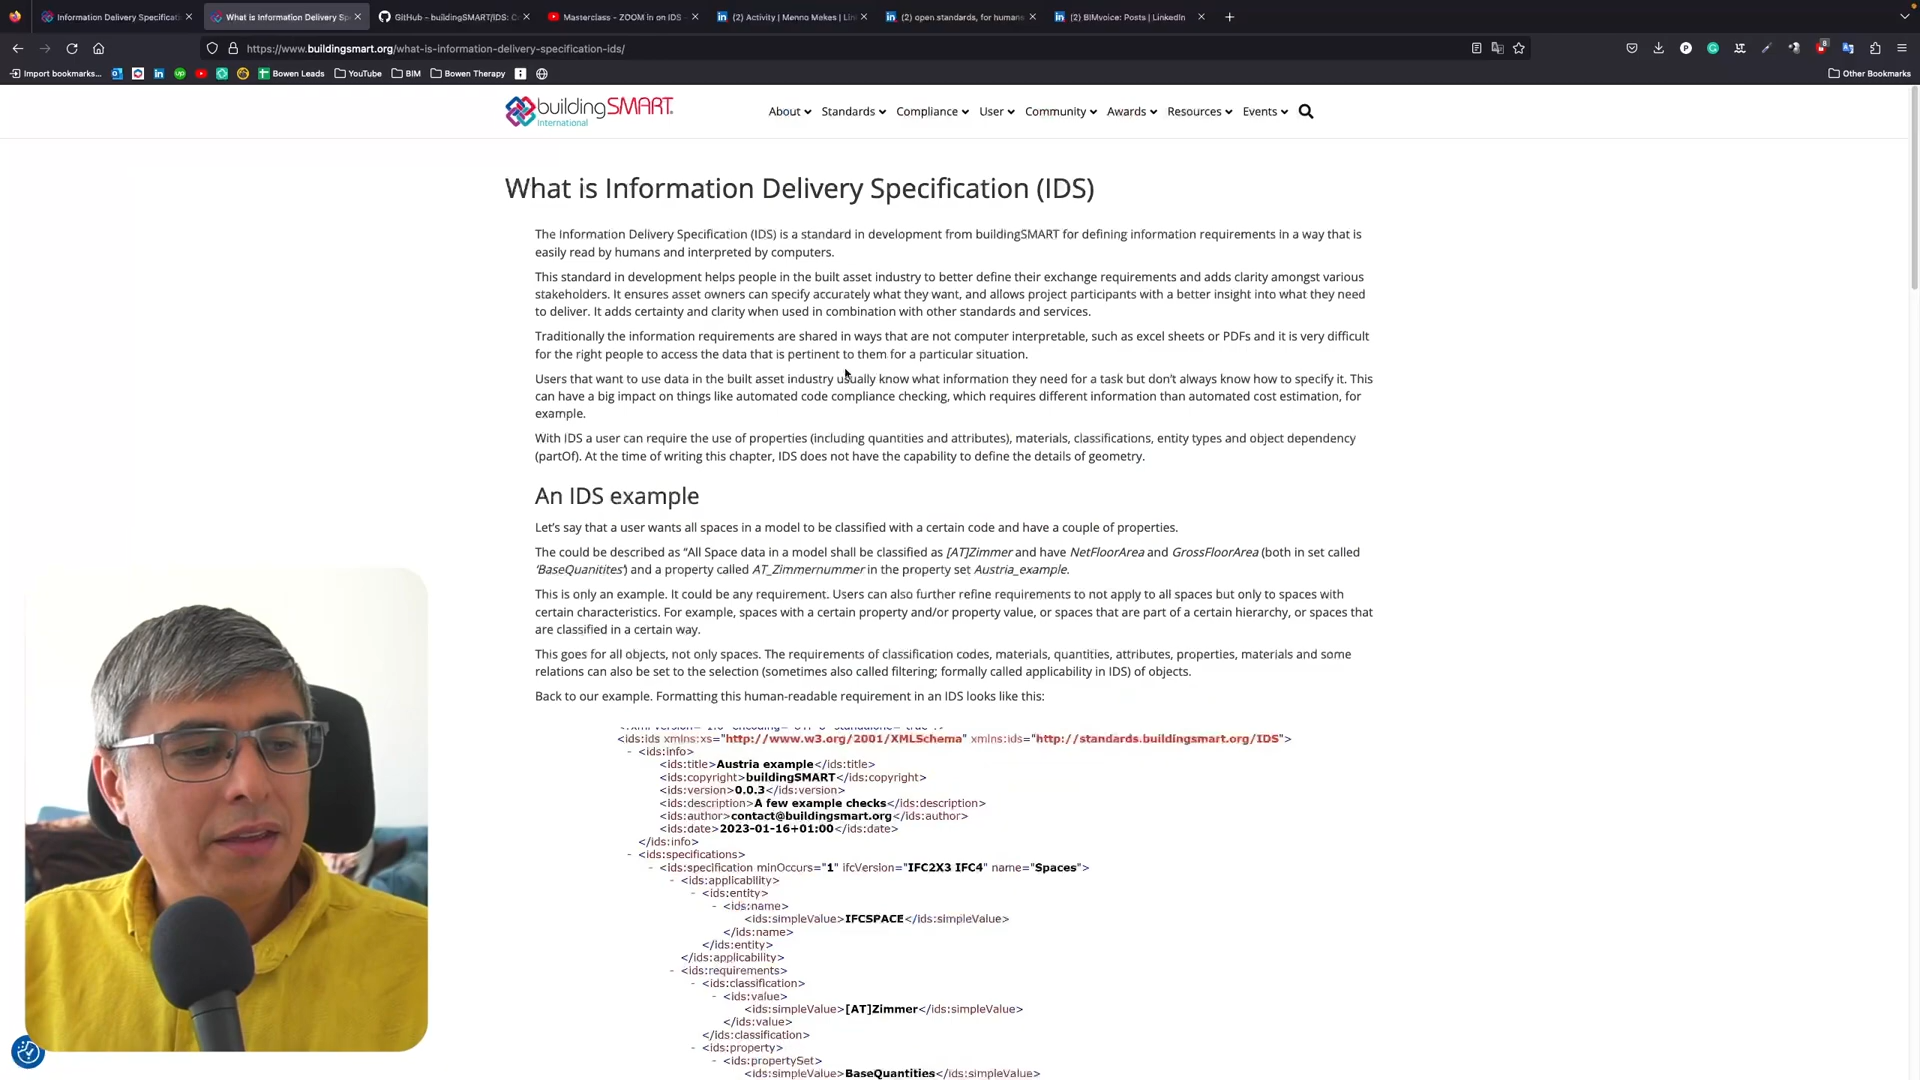 Information Delivery Specificati
What is Information Delivery Sp
GitHub - buildingSMART/IDS: C
Masterclass - ZOOM in on IDS -
(2) Activity | Menno Mekes | Lin
(2) open standards, for humans
(2) BIMvoice: Posts | LinkedIn
https://www.buildingsmart.org/what-is-information-delivery-specification-ids/
Import bookmarks...
Bowen Leads
YouTube
BIM
Bowen Therapy
Other Bookmarks
buildingSMART
International
About
Standards
Compliance
User
Community
Awards
Resources
Events
What is Information Delivery Specification (IDS)
The Information Delivery Specification (IDS) is a standard in development from buildingSMART for defining information requirements in a way that is
easily read by humans and interpreted by computers.
This standard in development helps people in the built asset industry to better define their exchange requirements and adds clarity amongst various
stakeholders. It ensures asset owners can specify accurately what they want, and allows project participants with a better insight into what they need
to deliver. It adds certainty and clarity when used in combination with other standards and services.
Traditionally the information requirements are shared in ways that are not computer interpretable, such as excel sheets or PDFs and it is very difficult
for the right people to access the data that is pertinent to them for a particular situation.
Users that want to use data in the built asset industry usually know what information they need for a task but don't always know how to specify it. This
can have a big impact on things like automated code compliance checking, which requires different information than automated cost estimation, for
example.
With IDS a user can require the use of properties (including quantities and attributes), materials, classifications, entity types and object dependency
(partOf). At the time of writing this chapter, IDS does not have the capability to define the details of geometry.
An IDS example
Let's say that a user wants all spaces in a model to be classified with a certain code and have a couple of properties.
The could be described as "All Space data in a model shall be classified as [AT]Zimmer and have NetFloorArea and GrossFloorArea (both in set called
'BaseQuanitites') and a property called AT_Zimmernummer in the property set Austria_example.
This is only an example. It could be any requirement. Users can also further refine requirements to not apply to all spaces but only to spaces with
certain characteristics. For example, spaces with a certain property and/or property value, or spaces that are part of a certain hierarchy, or spaces that
are classified in a certain way.
This goes for all objects, not only spaces. The requirements of classification codes, materials, quantities, attributes, properties, materials and some
relations can also be set to the selection (sometimes also called filtering; formally called applicability in IDS) of objects.
Back to our example. Formatting this human-readable requirement in an IDS looks like this:
<ids:ids xmlns:xs="http://www.w3.org/2001/XMLSchema" xmlns:ids="http://standards.buildingsmart.org/IDS">
- <ids:info>
<ids:title>Austria example</ids:title>
<ids:copyright>buildingSMART</ids:copyright>
<ids:version>0.0.3</ids:version>
<ids:description>A few example checks</ids:description>
<ids:author>contact@buildingsmart.org</ids:author>
<ids:date>2023-01-16+01:00</ids:date>
</ids:info>
- <ids:specifications>
- <ids:specification minOccurs="1" ifcVersion="IFC2X3 IFC4" name="Spaces">
- <ids:applicability>
- <ids:entity>
- <ids:name>
<ids:simpleValue>IFCSPACE</ids:simpleValue>
</ids:name>
</ids:entity>
</ids:applicability>
- <ids:requirements>
- <ids:classification>
- <ids:value>
<ids:simpleValue>[AT]Zimmer</ids:simpleValue>
</ids:value>
</ids:classification>
- <ids:property>
- <ids:propertySet>
<ids:simpleValue>BaseQuantities</ids:simpleValue>